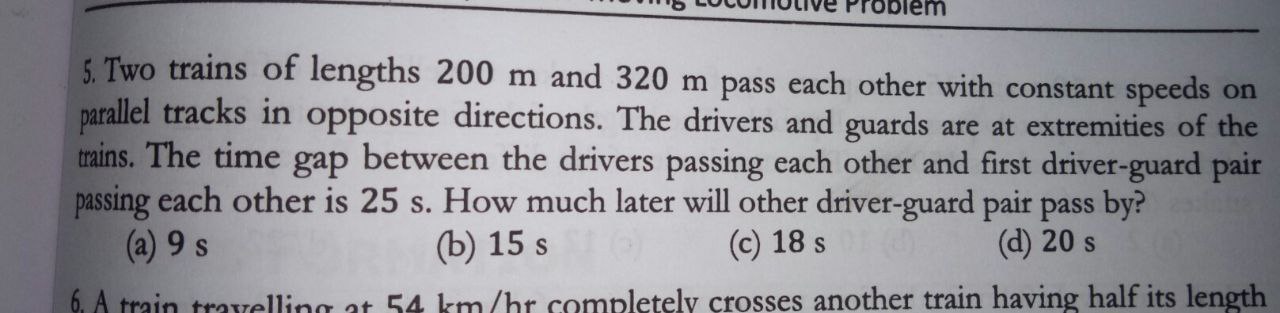 Locomotive Problem
5. Two trains of lengths 200 m and 320 m pass each other with constant speeds on
parallel tracks in opposite directions. The drivers and guards are at extremities of the
trains. The time gap between the drivers passing each other and first driver-guard pair
passing each other is 25 s. How much later will other driver-guard pair pass by?
(a) 9 s (b) 15 s (c) 18 s (d) 20 s
6. A train travelling at 54 km/hr completely crosses another train having half its length